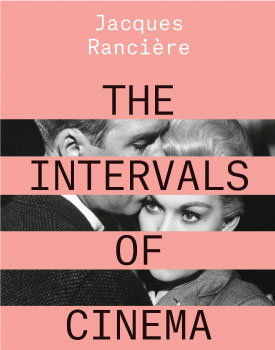 Jacques
Rancière
THE
INTERVALS
OF
CINEMA